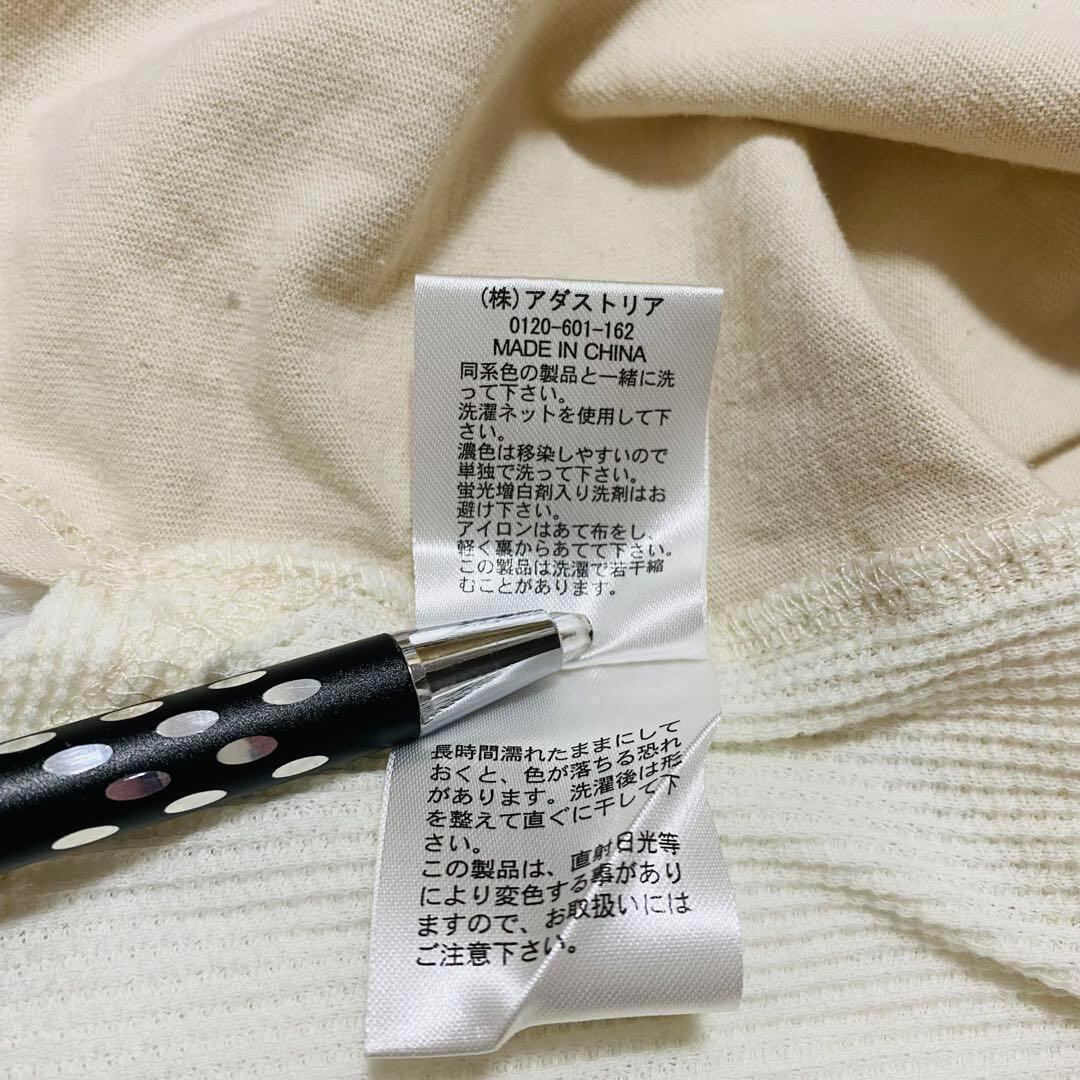 (株)アダストリア
0120-601-162
MADE IN CHINA
同系色の製品と一緒に洗
って下さい。
洗濯ネットを使用して下
さい。
濃色は移染しやすいので
単独で洗って下さい。
蛍光増白剤入り洗剤はお
避け下さい。
アイロンはあて布をし、
軽く裏からあてて下さい。
この製品は洗濯で若干縮
むことがあります。
長時間濡れたままにして
おくと、色が落ちる恐れ
があります。洗濯後は形
を整えて直ぐに干して下
さい。
この製品は、直射日光等
により変色する事があり
ますので、お取扱いには
ご注意下さい。